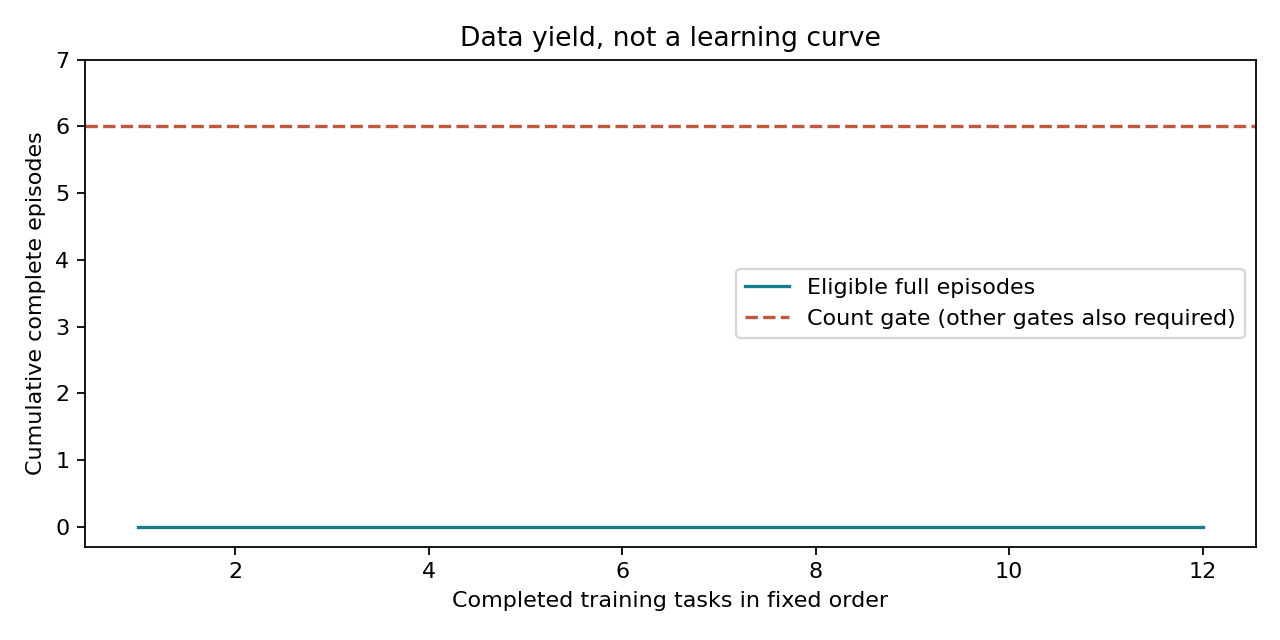 Data yield, not a learning curve
7
6
5
4
3
2
1
0
Cumulative complete episodes
Eligible full episodes
Count gate (other gates also required)
2 4 6 8 10 12
Completed training tasks in fixed order